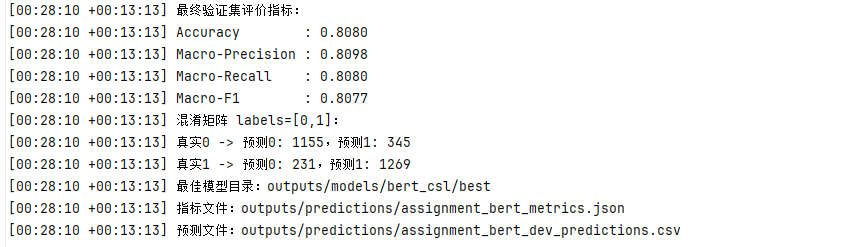 [00:28:10 +00:13:13] 最终验证集评价指标：
[00:28:10 +00:13:13] Accuracy        : 0.8080
[00:28:10 +00:13:13] Macro-Precision : 0.8098
[00:28:10 +00:13:13] Macro-Recall    : 0.8080
[00:28:10 +00:13:13] Macro-F1        : 0.8077
[00:28:10 +00:13:13] 混淆矩阵 labels=[0,1]：
[00:28:10 +00:13:13] 真实0 -> 预测0: 1155，预测1: 345
[00:28:10 +00:13:13] 真实1 -> 预测0: 231，预测1: 1269
[00:28:10 +00:13:13] 最佳模型目录：outputs/models/bert_csl/best
[00:28:10 +00:13:13] 指标文件：outputs/predictions/assignment_bert_metrics.json
[00:28:10 +00:13:13] 预测文件：outputs/predictions/assignment_bert_dev_predictions.csv